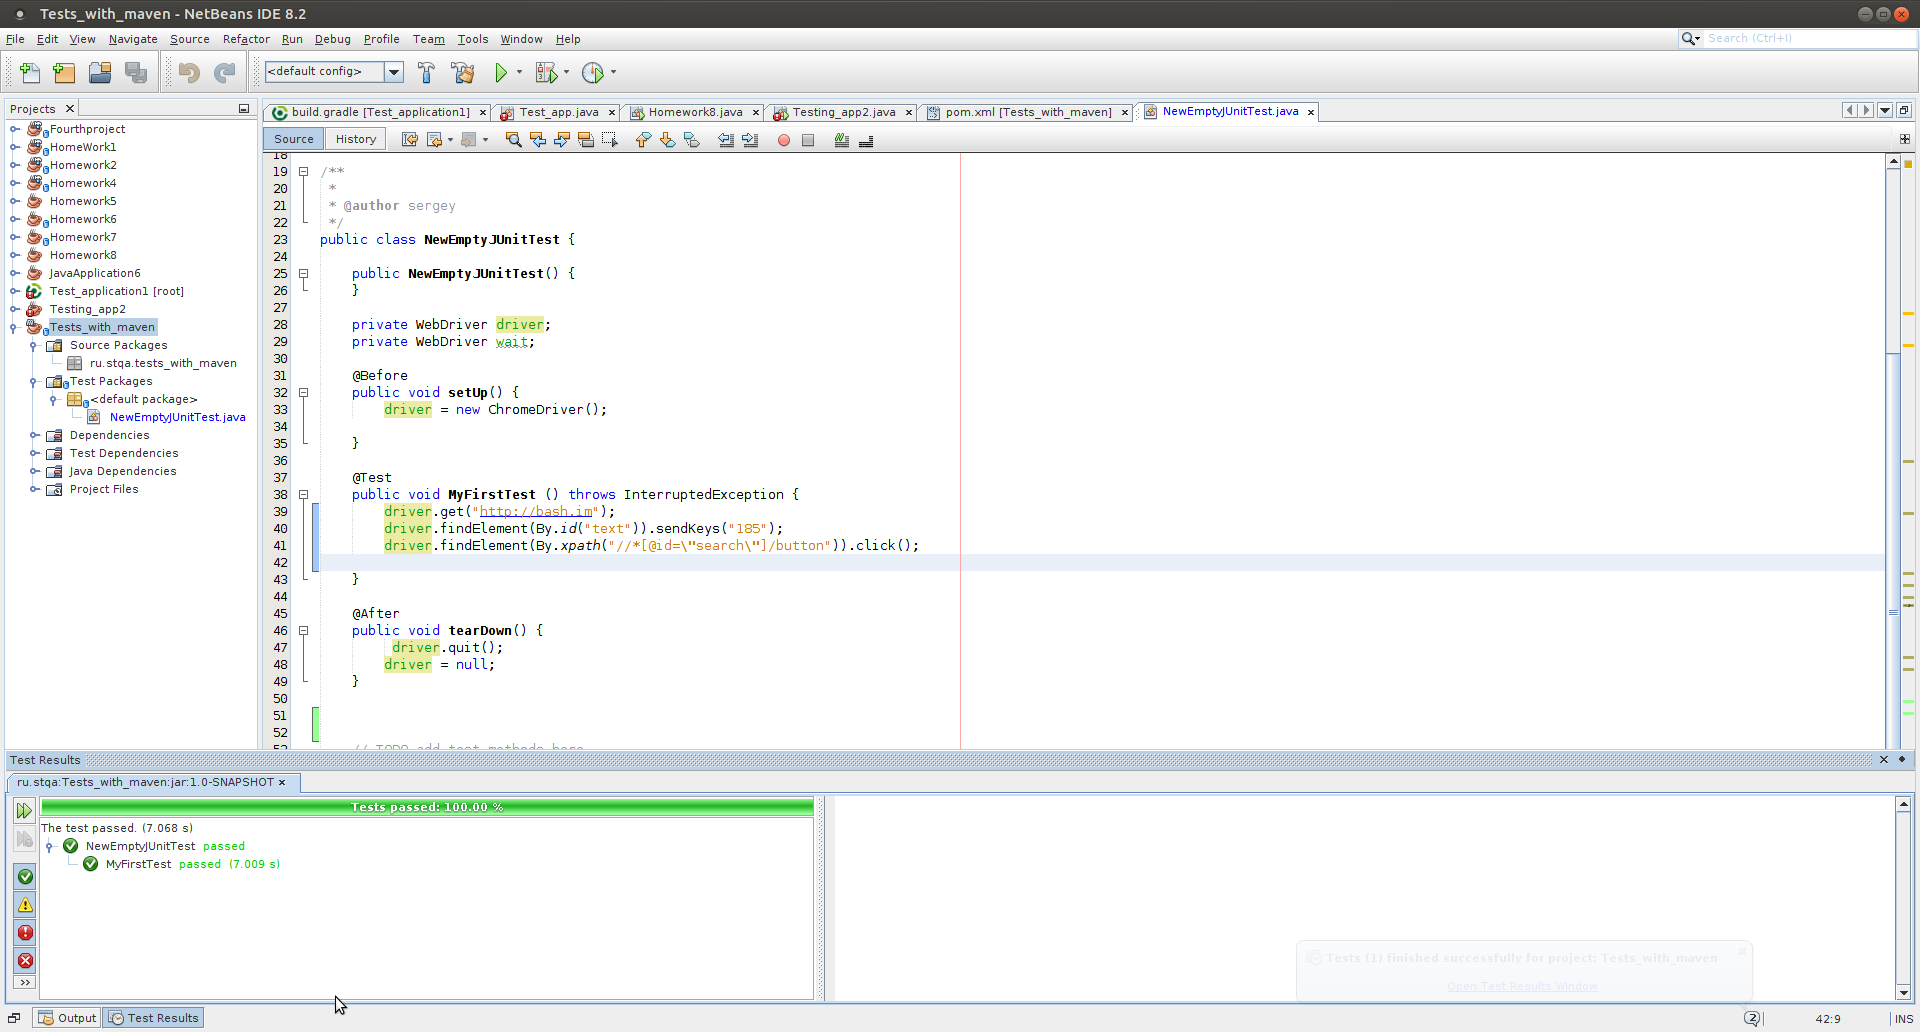 Tests_with_maven - NetBeans IDE 8.2
File Edit View Navigate Source Refactor Run Debug Profile Team Tools Window Help
Search (Ctrl+I)
<default config>
Projects
Fourthproject
HomeWork1
Homework2
Homework4
Homework5
Homework6
Homework7
Homework8
JavaApplication6
Test_application1 [root]
Testing_app2
Tests_with_maven
Source Packages
ru.stqa.tests_with_maven
Test Packages
<default package>
NewEmptyJUnitTest.java
Dependencies
Test Dependencies
Java Dependencies
Project Files
build.gradle [Test_application1] Test_app.java Homework8.java Testing_app2.java pom.xml [Tests_with_maven] NewEmptyJUnitTest.java
Source History
18
19 /**
20 *
21 * @author sergey
22 */
23 public class NewEmptyJUnitTest {
24
25 public NewEmptyJUnitTest() {
26 }
27
28 private WebDriver driver;
29 private WebDriver wait;
30
31 @Before
32 public void setUp() {
33 driver = new ChromeDriver();
34
35 }
36
37 @Test
38 public void MyFirstTest () throws InterruptedException {
39 driver.get("http://bash.im");
40 driver.findElement(By.id("text")).sendKeys("185");
41 driver.findElement(By.xpath("//*[@id=\"search\"]/button")).click();
42
43 }
44
45 @After
46 public void tearDown() {
47 driver.quit();
48 driver = null;
49 }
50
51
52
53 // TODO add test methods here
Test Results
ru.stqa:Tests_with_maven:jar:1.0-SNAPSHOT
Tests passed: 100.00 %
The test passed. (7.068 s)
NewEmptyJUnitTest passed
MyFirstTest passed (7.009 s)
Tests (1) finished successfully for project: Tests_with_maven
Open Test Results Window
Output Test Results
2 42:9 INS